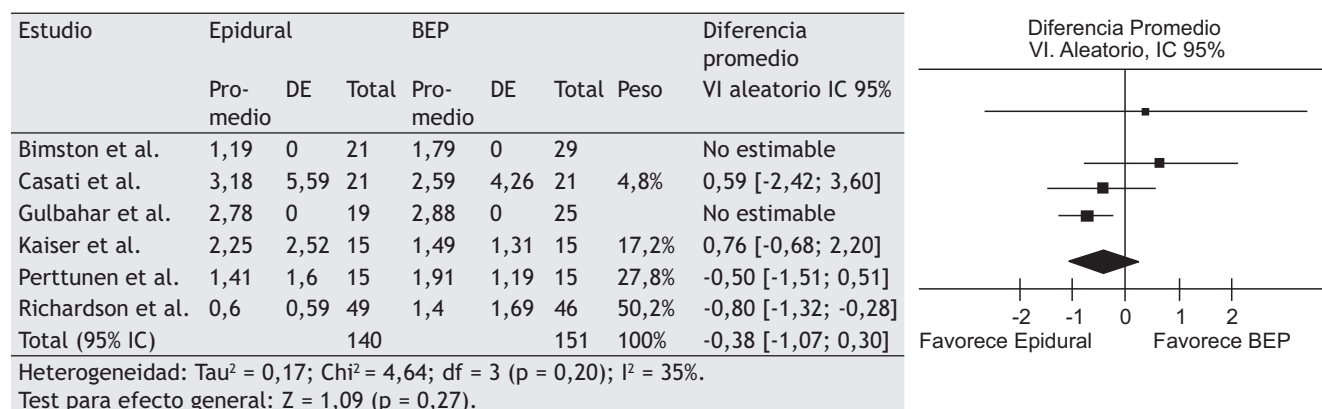 Estudio Epidural BEP Diferencia promedio
Pro-medio DE Total Pro-medio DE Total Peso VI aleatorio IC 95%
Bimston et al. 1,19 0 21 1,79 0 29 No estimable
Casati et al. 3,18 5,59 21 2,59 4,26 21 4,8% 0,59 [-2,42; 3,60]
Gulbahar et al. 2,78 0 19 2,88 0 25 No estimable
Kaiser et al. 2,25 2,52 15 1,49 1,31 15 17,2% 0,76 [-0,68; 2,20]
Perttunen et al. 1,41 1,6 15 1,91 1,19 15 27,8% -0,50 [-1,51; 0,51]
Richardson et al. 0,6 0,59 49 1,4 1,69 46 50,2% -0,80 [-1,32; -0,28]
Total (95% IC) 140 151 100% -0,38 [-1,07; 0,30]
Heterogeneidad: Tau² = 0,17; Chi² = 4,64; df = 3 (p = 0,20); I² = 35%.
Test para efecto general: Z = 1,09 (p = 0,27).
Diferencia Promedio
VI. Aleatorio, IC 95%
-2 -1 0 1 2
Favorece Epidural Favorece BEP